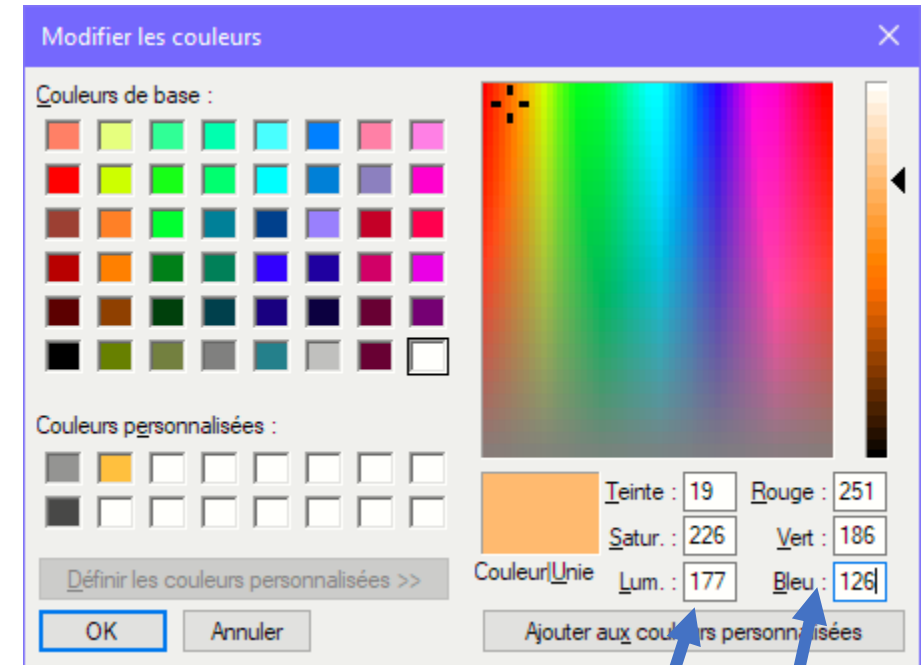 Modifier les couleurs
Couleurs de base :
Couleurs personnalisées :
Définir les couleurs personnalisées >>
OK Annuler
Teinte : 19 Rouge : 251
Satur. : 226 Vert : 186
Couleur|Unie Lum. : 177 Bleu : 126
Ajouter aux couleurs personnalisées